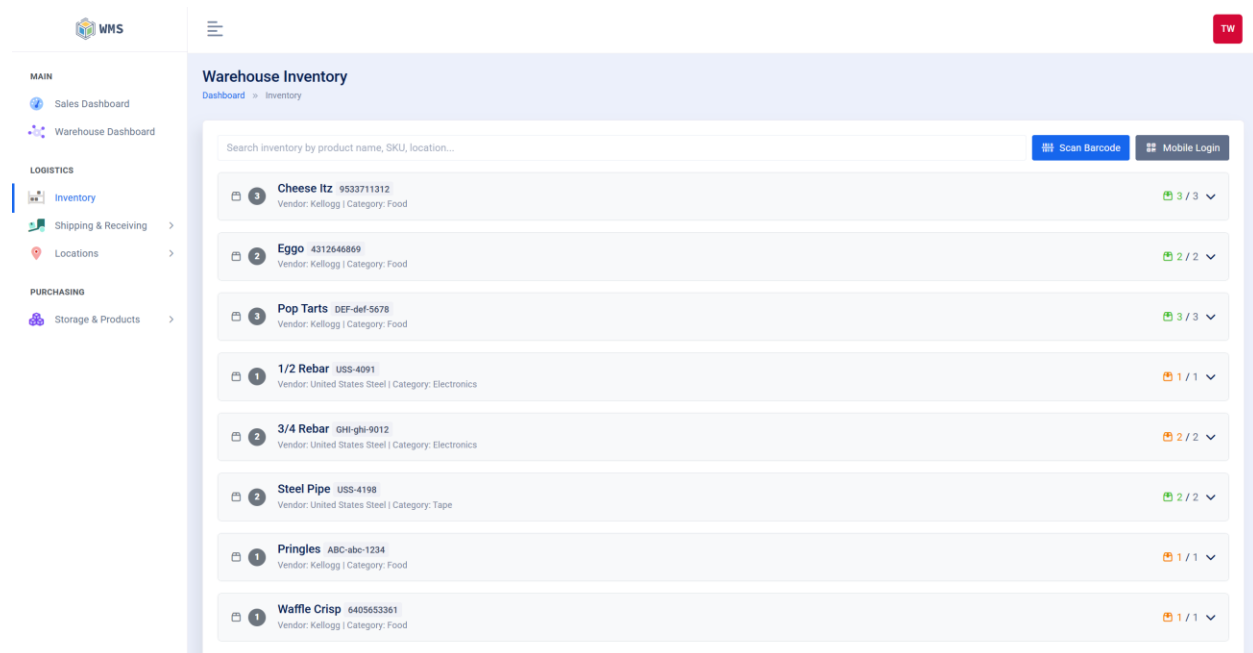 WMS
TW
MAIN
Sales Dashboard
Warehouse Dashboard
LOGISTICS
Inventory
Shipping & Receiving
Locations
PURCHASING
Storage & Products
Warehouse Inventory
Dashboard » Inventory
Search inventory by product name, SKU, location...
Scan Barcode
Mobile Login
3 Cheese Itz 9533711312 3 / 3
Vendor: Kellogg | Category: Food
2 Eggo 4312646869 2 / 2
Vendor: Kellogg | Category: Food
3 Pop Tarts DEF-def-5678 3 / 3
Vendor: Kellogg | Category: Food
1 1/2 Rebar USS-4091 1 / 1
Vendor: United States Steel | Category: Electronics
2 3/4 Rebar GHI-ghi-9012 2 / 2
Vendor: United States Steel | Category: Electronics
2 Steel Pipe USS-4198 2 / 2
Vendor: United States Steel | Category: Tape
1 Pringles ABC-abc-1234 1 / 1
Vendor: Kellogg | Category: Food
1 Waffle Crisp 6405653361 1 / 1
Vendor: Kellogg | Category: Food